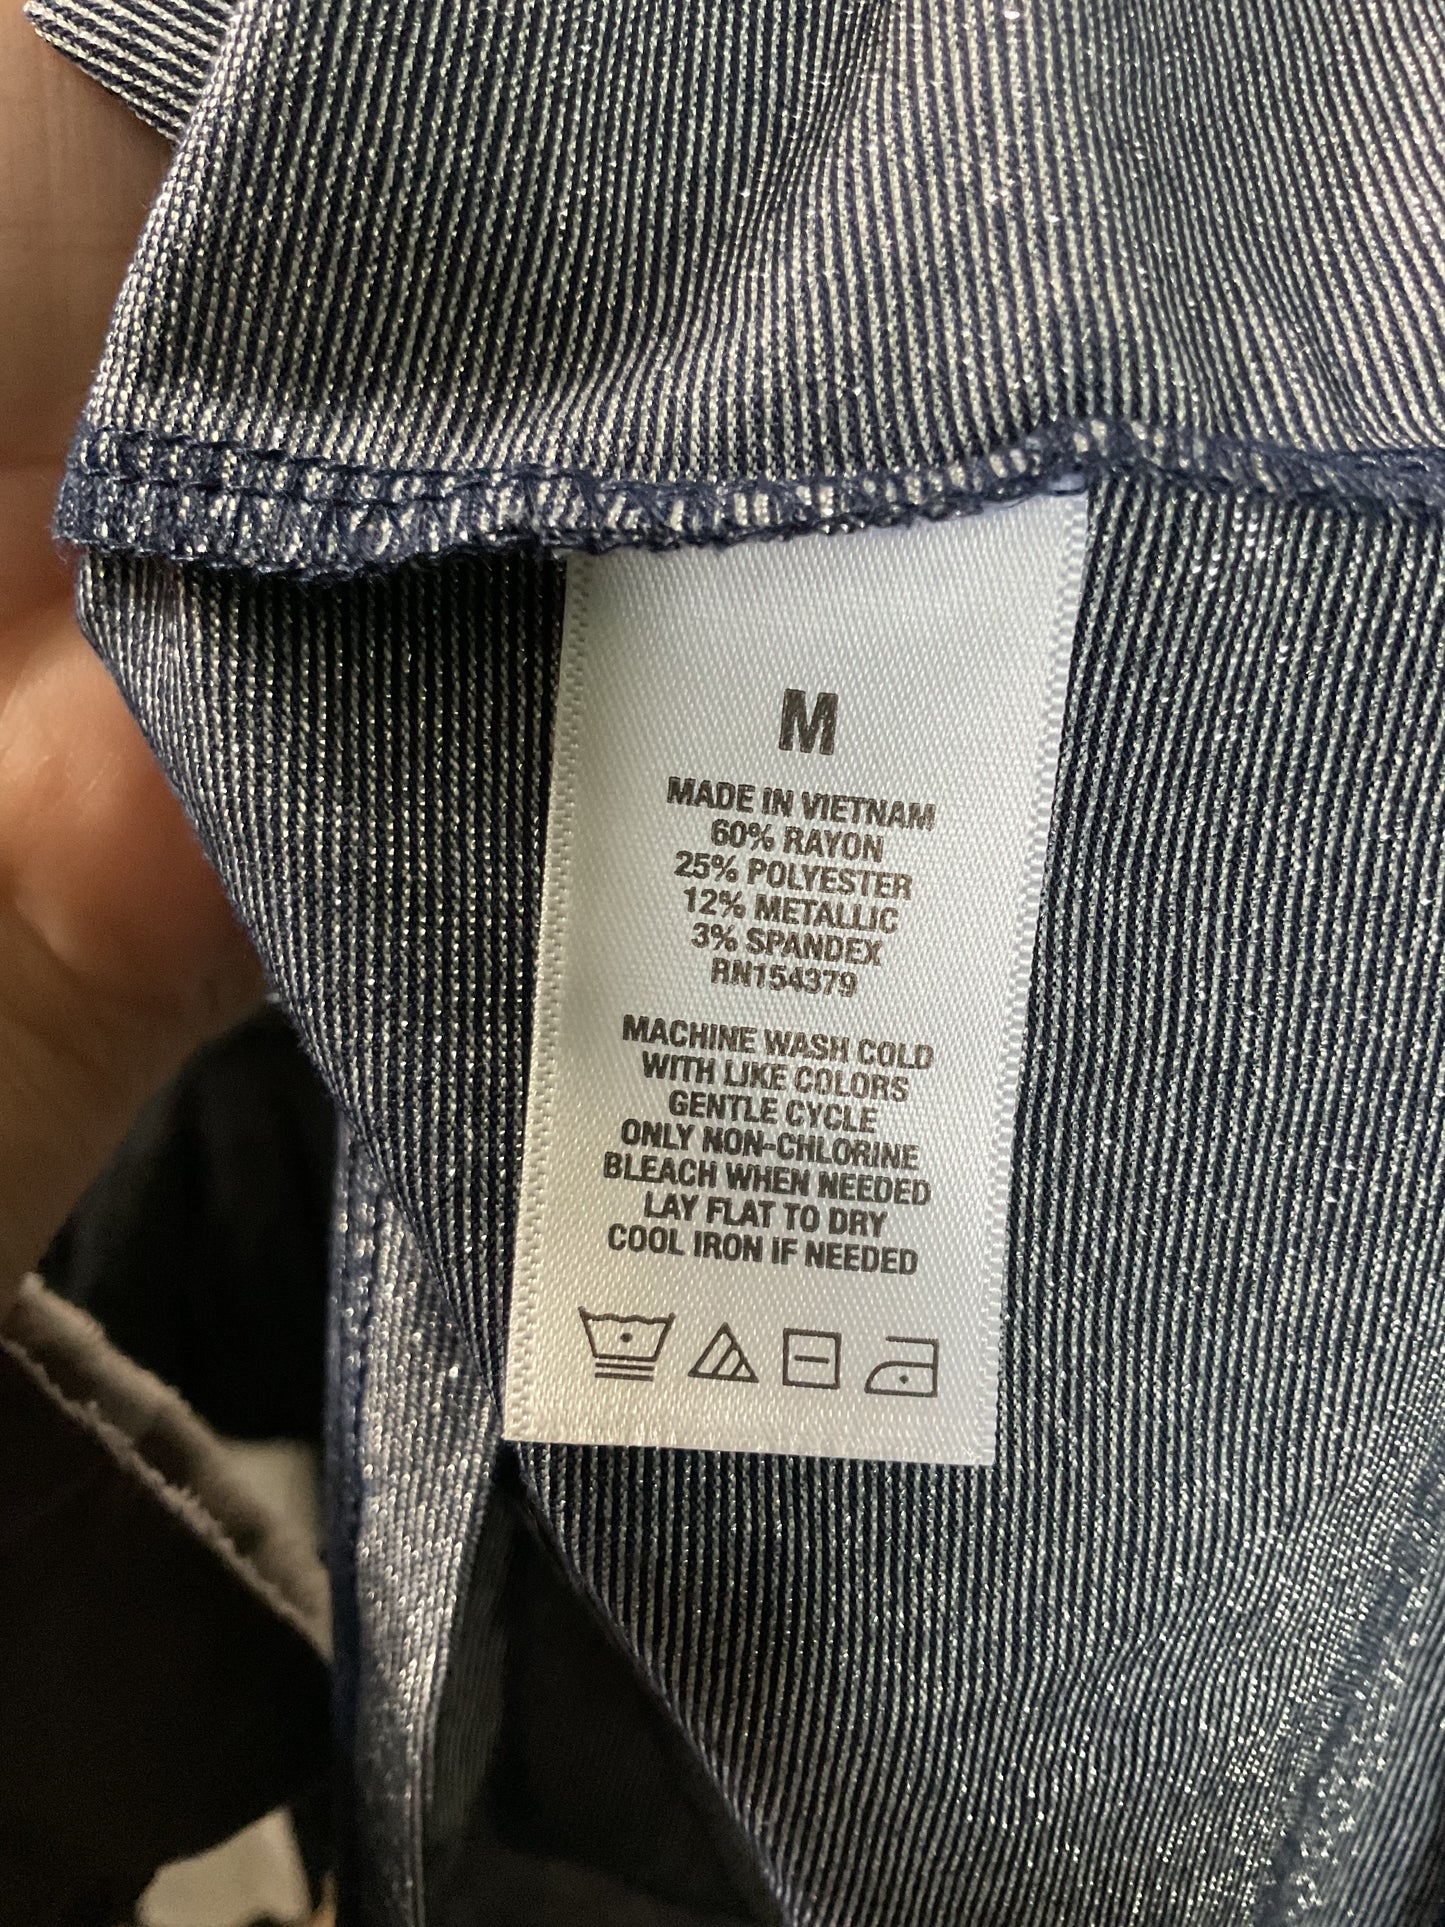 M
MADE IN VIETNAM
60% RAYON
25% POLYESTER
12% METALLIC
3% SPANDEX
RN154379
MACHINE WASH COLD
WITH LIKE COLORS
GENTLE CYCLE
ONLY NON-CHLORINE
BLEACH WHEN NEEDED
LAY FLAT TO DRY
COOL IRON IF NEEDED